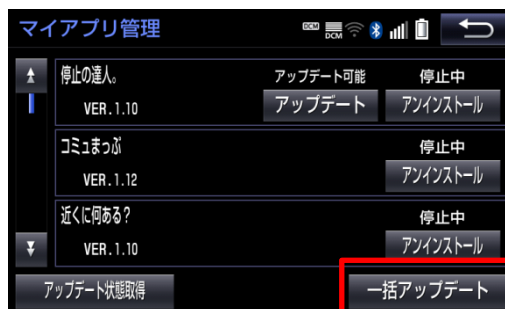 マイアプリ管理 DCM DCM
停止の達人。 アップデート可能 停止中
VER.1.10 アップデート アンインストール
コミュまっぷ 停止中
VER.1.12 アンインストール
近くに何ある? 停止中
VER.1.10 アンインストール
アップデート状態取得 一括アップデート